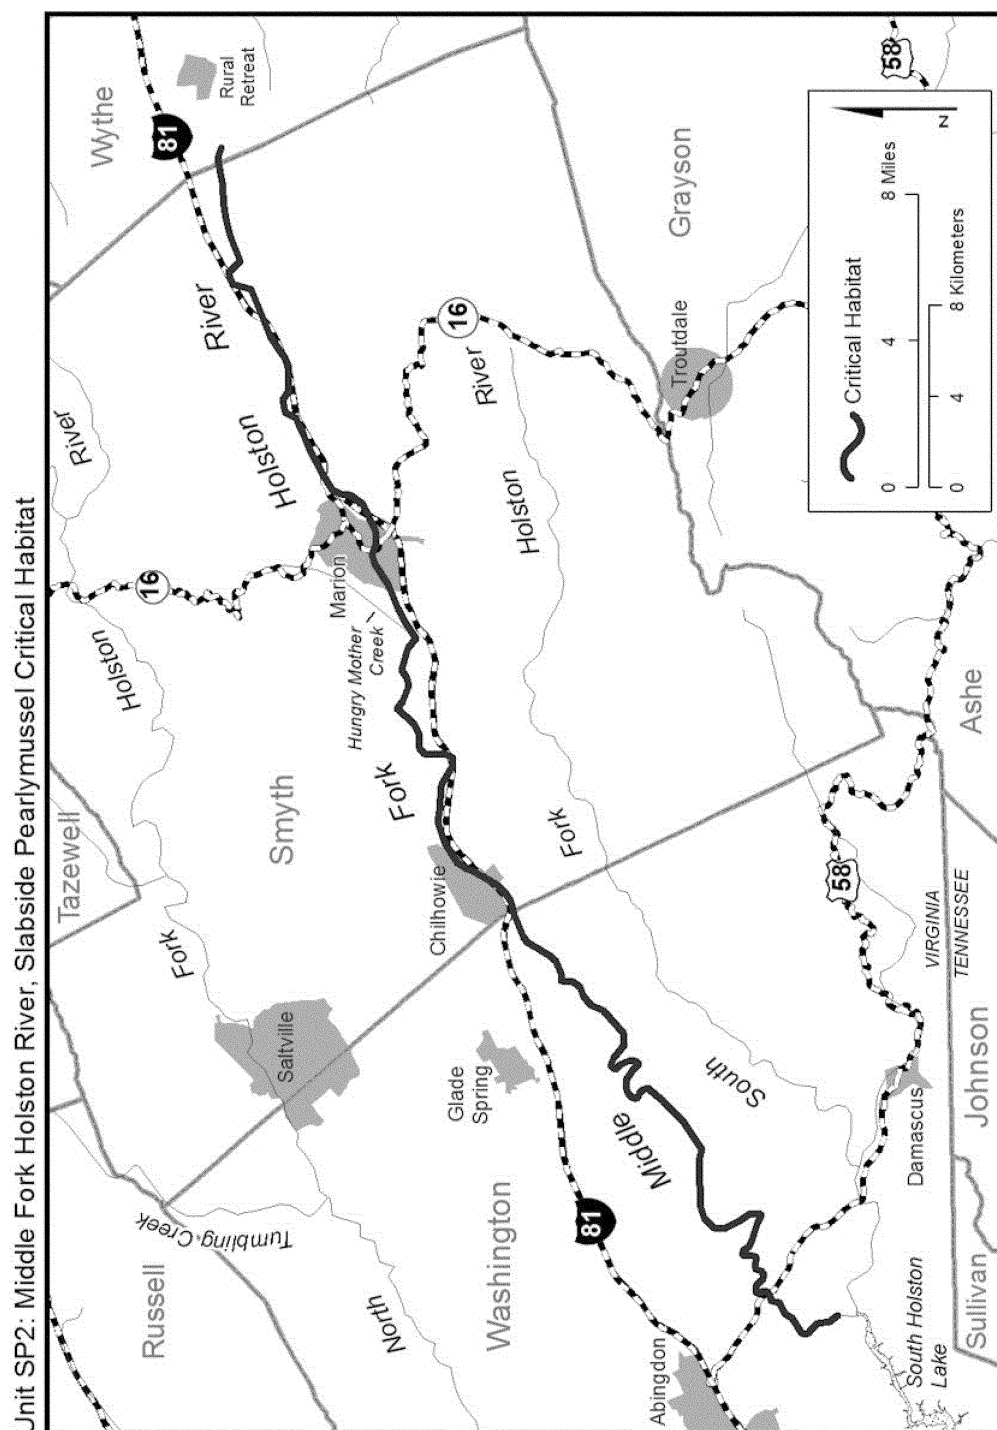 Unit SP2: Middle Fork Holston River, Slabside Pearlymussel Critical Habitat
Tazewell
Holston
16
River
Wythe
81
Rural
Retreat
Russell
Tumbling Creek
Fork
Smyth
Holston
River
Saltville
Marion
Hungry Mother
Creek
North
Fork
16
River
Grayson
Washington
Glade
Spring
Chilhowie
Holston
Troutdale
81
Middle
Fork
58
Abingdon
South
58
Critical Habitat
0
4
8 Miles
0
4
8 Kilometers
N
South Holston
Lake
Damascus
VIRGINIA
TENNESSEE
Ashe
Sullivan
Johnson